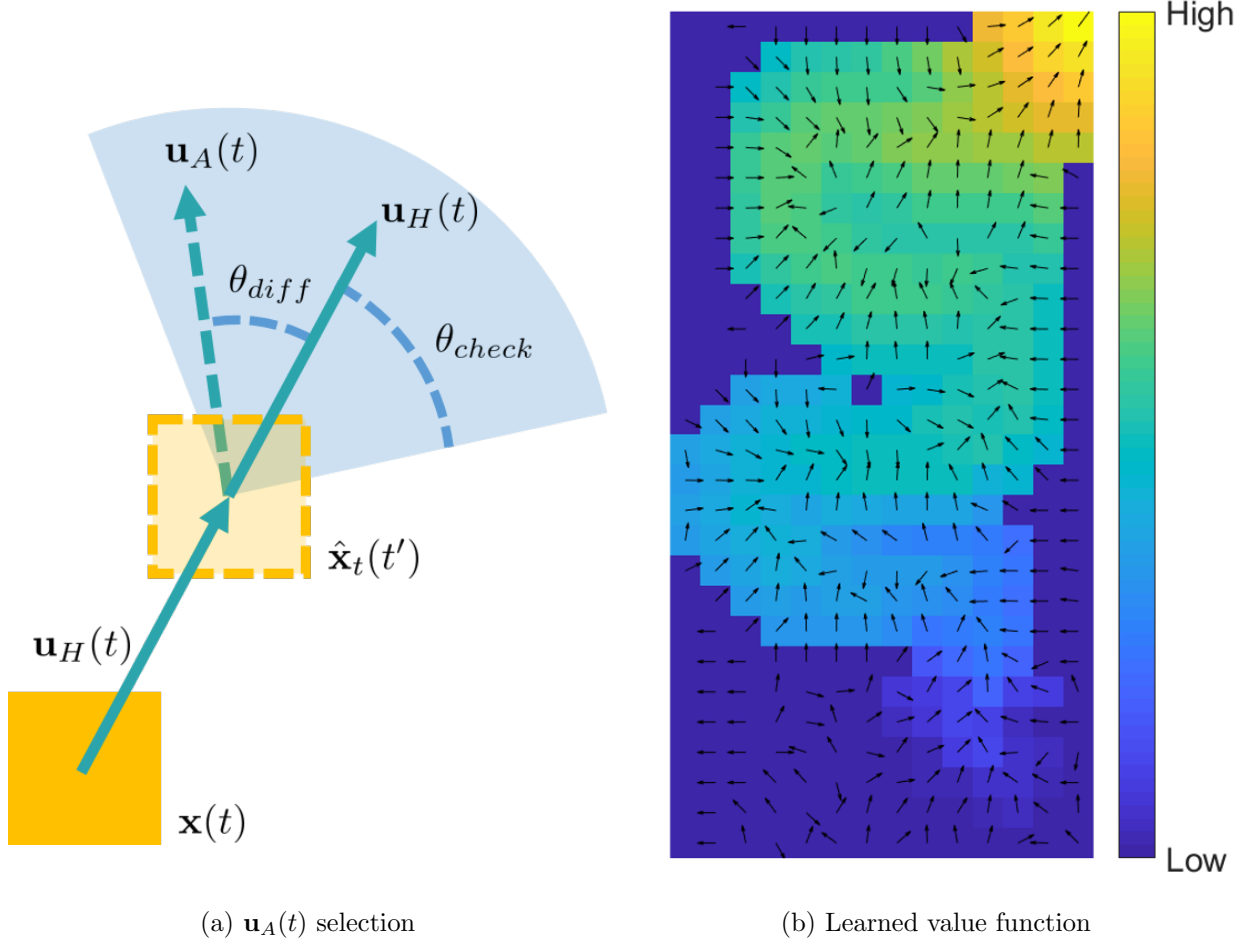 𝐮_A(t)
𝐮_H(t)
θ_diff
θ_check
𝐱̂_t(t′)
𝐮_H(t)
𝐱(t)
High
Low
(a) 𝐮_A(t) selection
(b) Learned value function